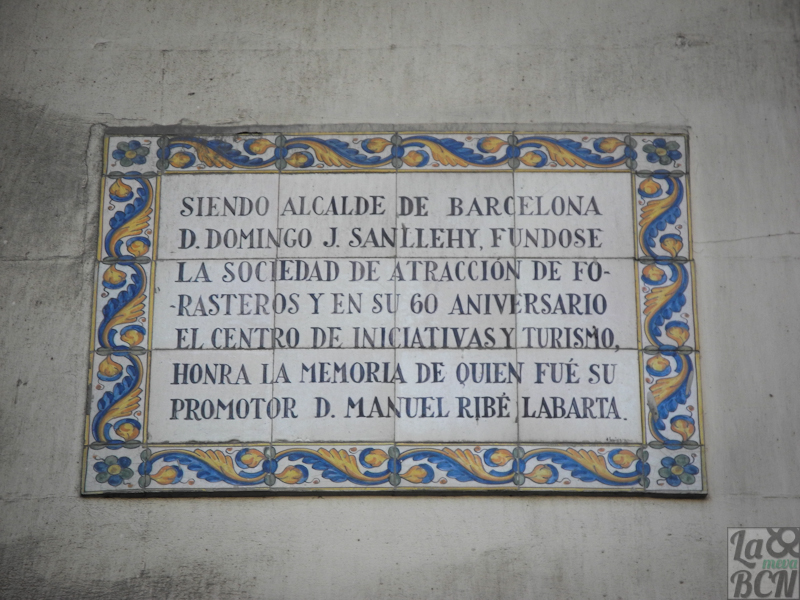 SIENDO ALCALDE DE BARCELONA
D. DOMINGO J. SANLLEHY, FUNDOSE
LA SOCIEDAD DE ATRACCIÓN DE FO-
-RASTEROS Y EN SU 60 ANIVERSARIO
EL CENTRO DE INICIATIVAS Y TURISMO,
HONRA LA MEMORIA DE QUIEN FUÉ SU
PROMOTOR D. MANUEL RIBÉ LABARTA.
La
meva
BCN